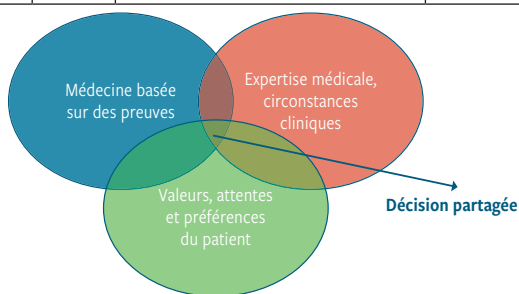 Médecine basée
sur des preuves
Expertise médicale,
circonstances
cliniques
Valeurs, attentes
et préférences
du patient
Décision partagée